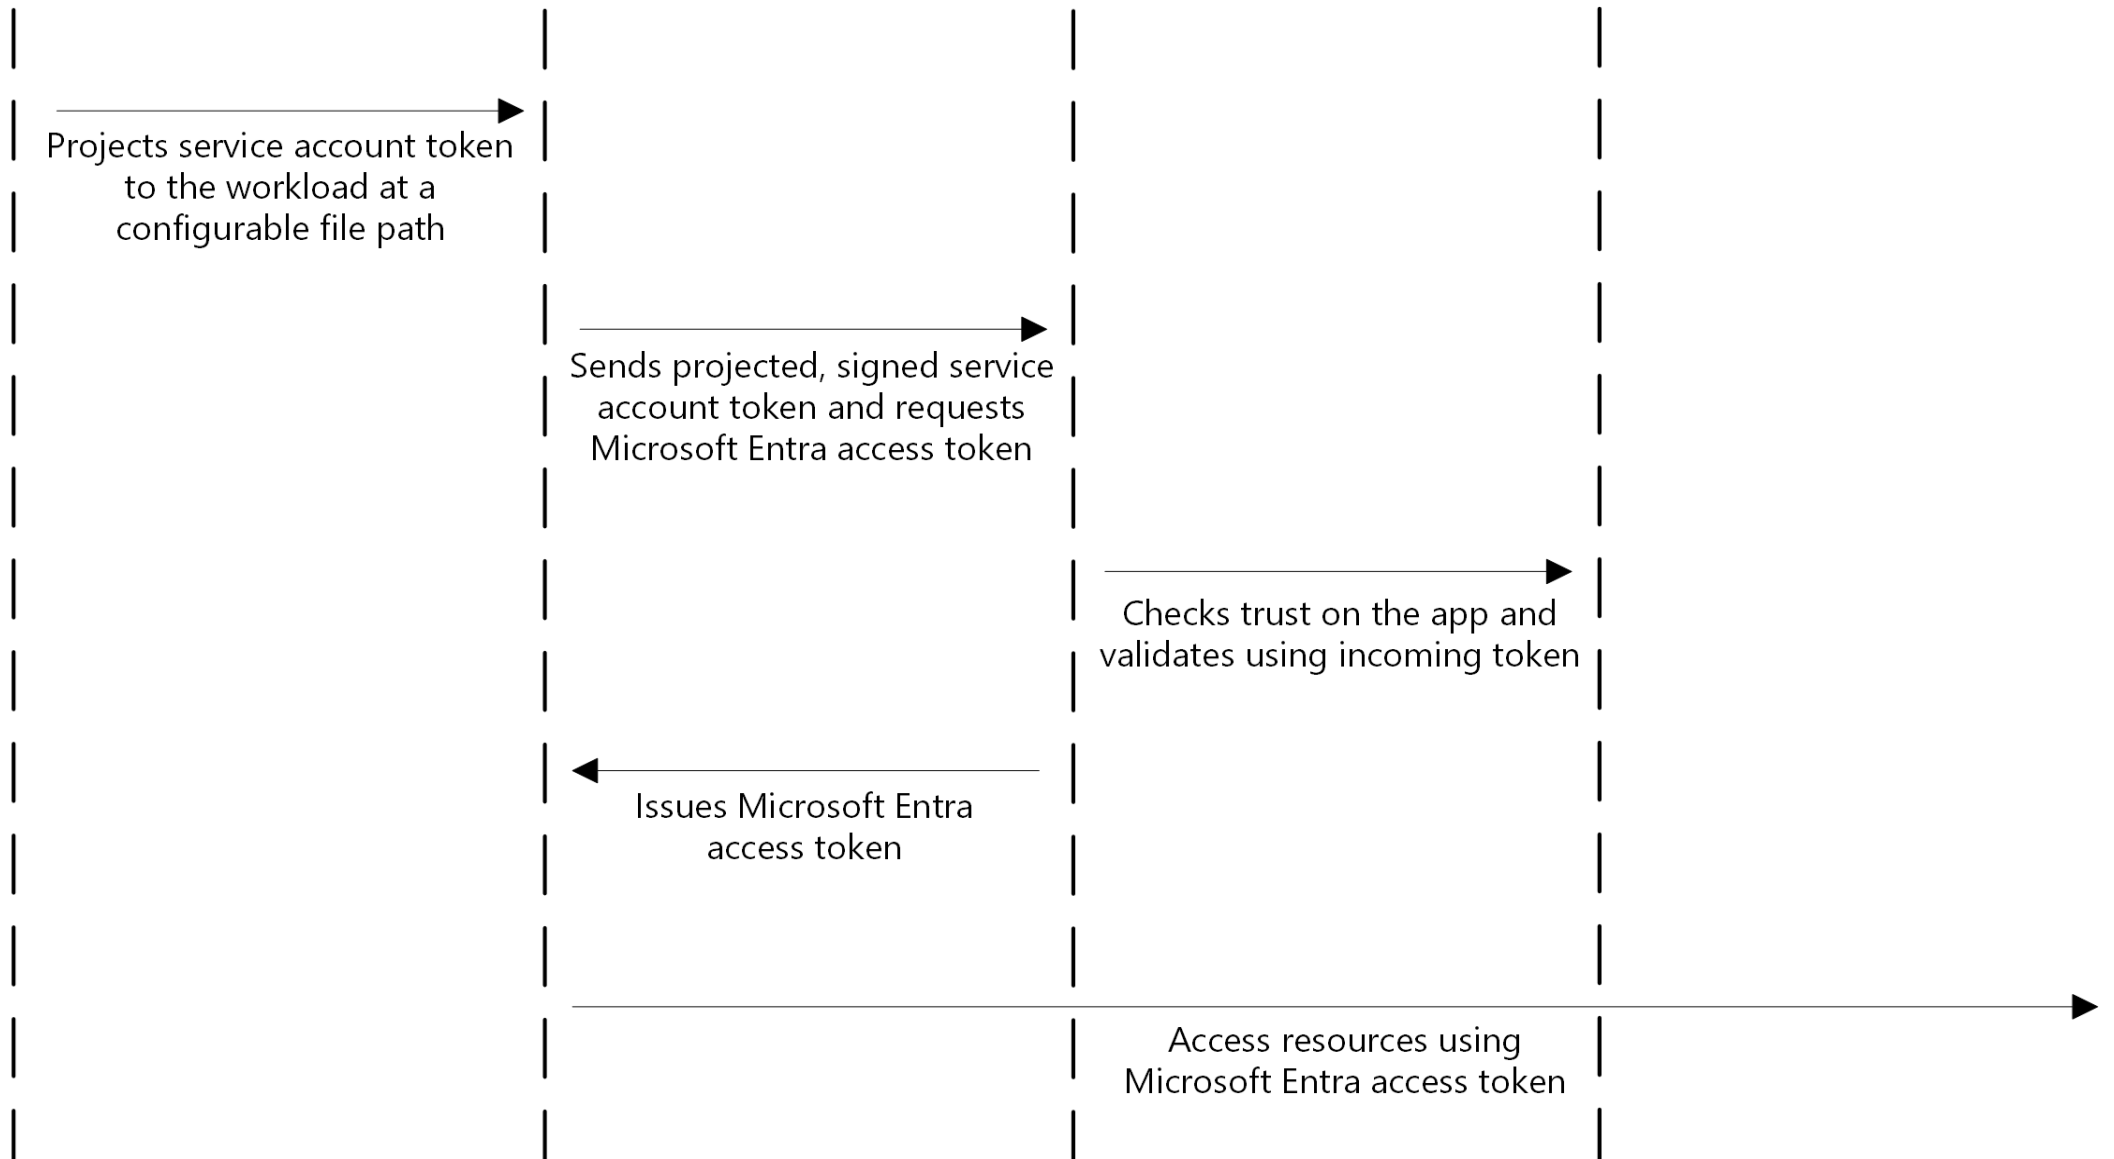 Projects service account token
to the workload at a
configurable file path
Sends projected, signed service
account token and requests
Microsoft Entra access token
Checks trust on the app and
validates using incoming token
Issues Microsoft Entra
access token
Access resources using
Microsoft Entra access token